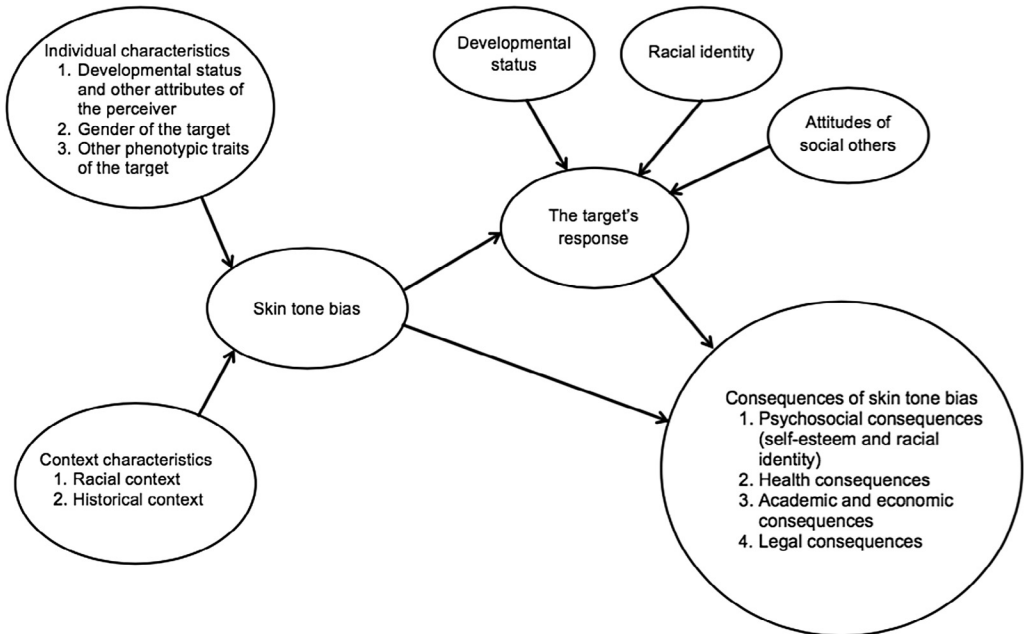 Individual characteristics
1. Developmental status
and other attributes of
the perceiver
2. Gender of the target
3. Other phenotypic traits
of the target
Developmental
status
Racial identity
Attitudes of
social others
The target's
response
Skin tone bias
Context characteristics
1. Racial context
2. Historical context
Consequences of skin tone bias
1. Psychosocial consequences
(self-esteem and racial
identity)
2. Health consequences
3. Academic and economic
consequences
4. Legal consequences